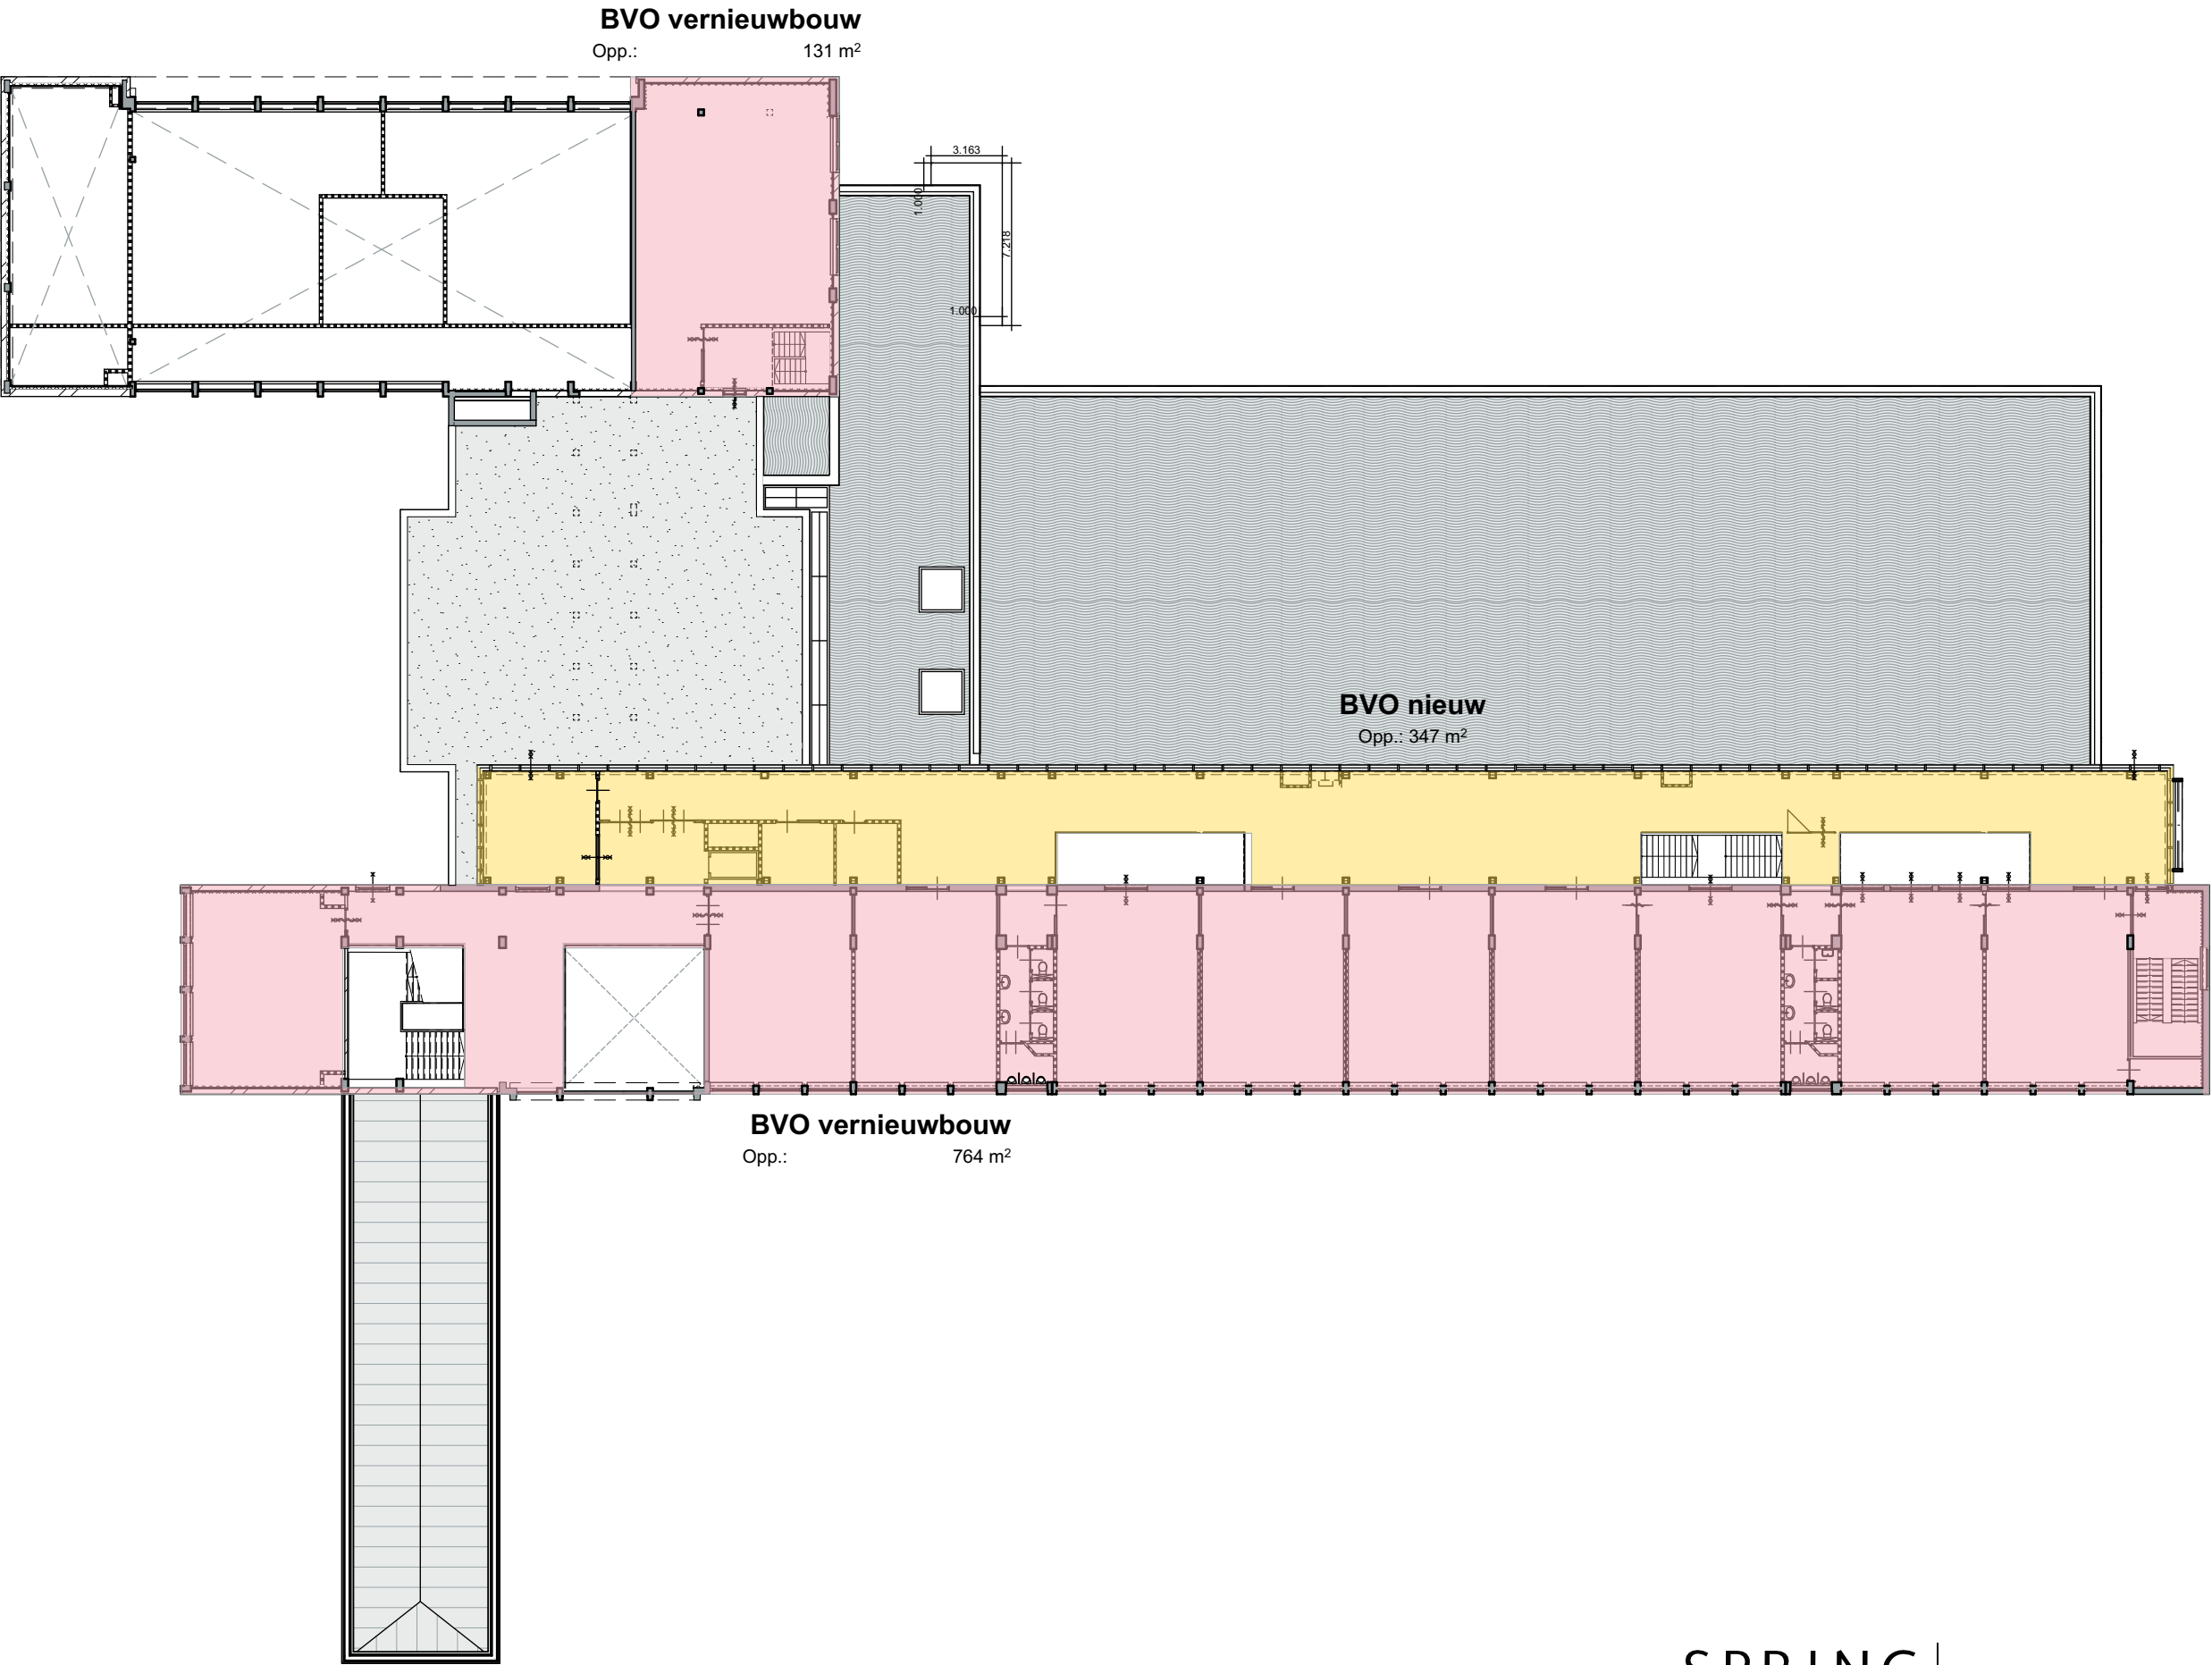 BVO vernieuwbouw
Opp.: 131 m²
3.163
1.000
7.218
1.000
BVO nieuw
Opp.: 347 m²
BVO vernieuwbouw
Opp.: 764 m²
SPRING